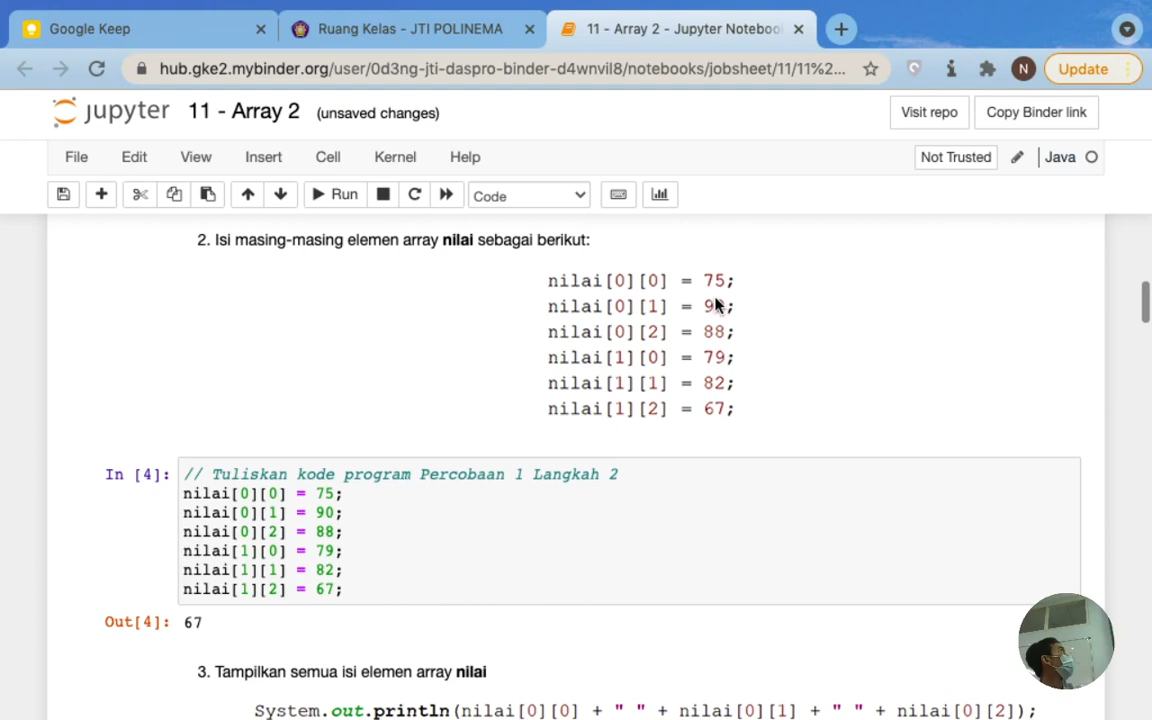 Google Keep
Ruang Kelas - JTI POLINEMA
11 - Array 2 - Jupyter Noteboo
hub.gke2.mybinder.org/user/0d3ng-jti-daspro-binder-d4wnvil8/notebooks/jobsheet/11/11%2...
N
Update
jupyter 11 - Array 2 (unsaved changes)
Visit repo
Copy Binder link
File Edit View Insert Cell Kernel Help
Not Trusted
Java
Run
Code
2. Isi masing-masing elemen array nilai sebagai berikut:
nilai[0][0] = 75;
nilai[0][1] = ;
nilai[0][2] = 88;
nilai[1][0] = 79;
nilai[1][1] = 82;
nilai[1][2] = 67;
In [4]:
// Tuliskan kode program Percobaan 1 Langkah 2
nilai[0][0] = 75;
nilai[0][1] = 90;
nilai[0][2] = 88;
nilai[1][0] = 79;
nilai[1][1] = 82;
nilai[1][2] = 67;
Out[4]: 67
3. Tampilkan semua isi elemen array nilai
System.out.println(nilai[0][0] + " " + nilai[0][1] + " " + nilai[0][2]);